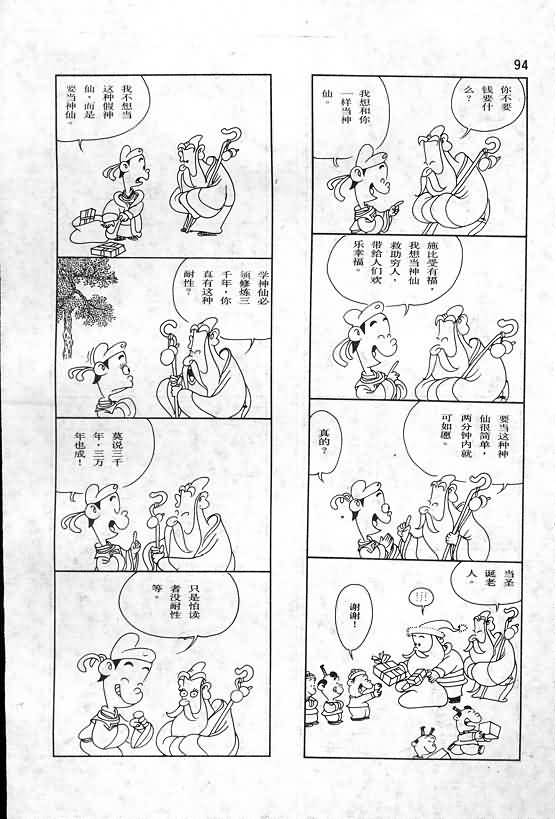 94
你不要
钱要什
么？
我想和你
一样当神
仙。
施比受有福，
我想当神仙
救助穷人，
带给人们欢
乐幸福。
要当这种神
仙很简单，
两分钟内就
可如愿。
真的？
当圣
诞老
人。
……
谢谢！
我不想当
这种假神
仙，而是
要当神仙。
学神仙必
须修炼三
千年，你
真有这种
耐性？
莫说三千
年，三万
年也成！
只是怕读
者没耐性
等。